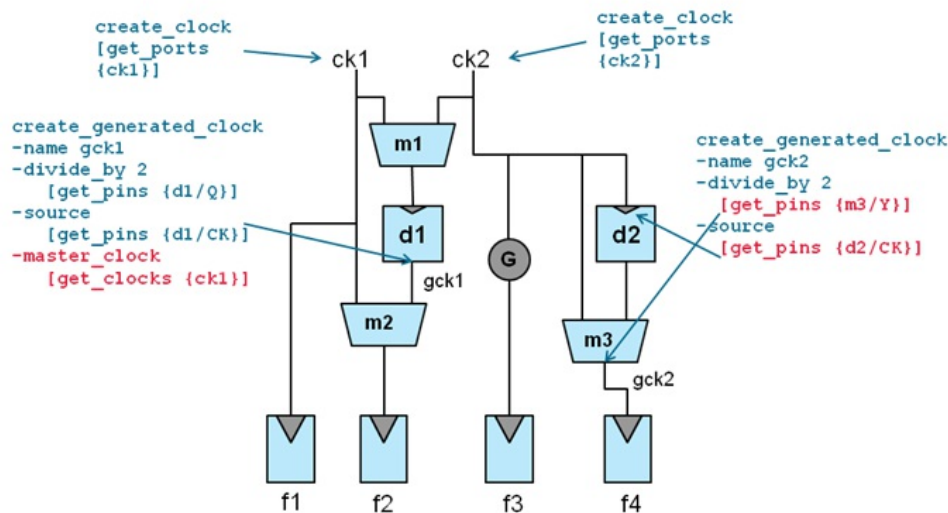 create_clock
[get_ports
{ck1}]
create_clock
[get_ports
{ck2}]
ck1
ck2
create_generated_clock
-name gck1
-divide_by 2
[get_pins {d1/Q}]
-source
[get_pins {d1/CK}]
-master_clock
[get_clocks {ck1}]
m1
create_generated_clock
-name gck2
-divide_by 2
[get_pins {m3/Y}]
-source
[get_pins {d2/CK}]
d1
d2
G
gck1
m2
m3
gck2
f1
f2
f3
f4